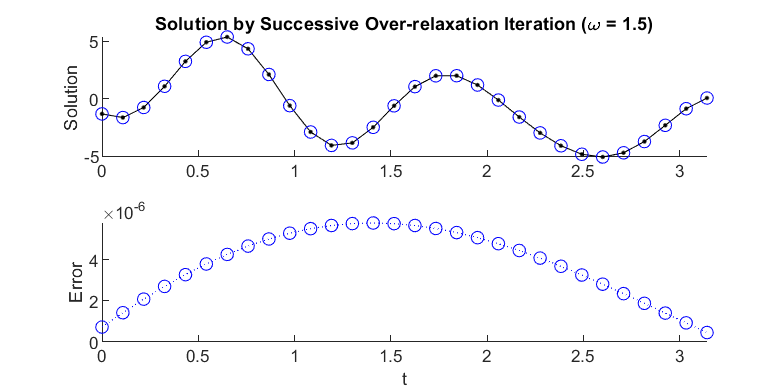 Solution by Successive Over-relaxation Iteration (ω = 1.5)
Solution
5
0
-5
0 0.5 1 1.5 2 2.5 3
×10⁻⁶
Error
4
2
0
0 0.5 1 1.5 2 2.5 3
t